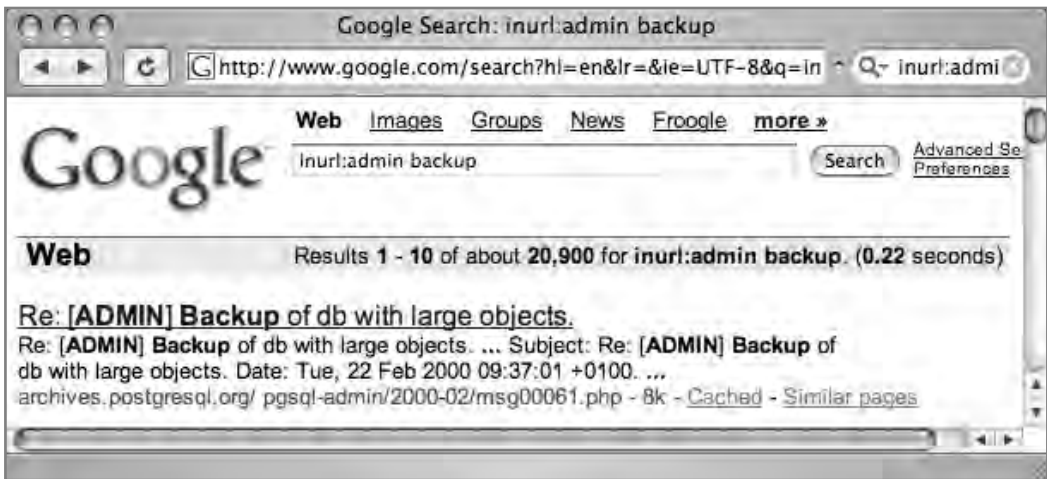 Google Search: inurl:admin backup
http://www.google.com/search?hl=en&lr=&ie=UTF-8&q=in
inurl:admi
Google
Web Images Groups News Froogle more »
inurl:admin backup
Search
Advanced Se
Preferences
Web
Results 1 - 10 of about 20,900 for inurl:admin backup. (0.22 seconds)
Re: [ADMIN] Backup of db with large objects.
Re: [ADMIN] Backup of db with large objects. ... Subject: Re: [ADMIN] Backup of
db with large objects. Date: Tue, 22 Feb 2000 09:37:01 +0100. ...
archives.postgresql.org/ pgsql-admin/2000-02/msg00061.php - 8k - Cached - Similar pages